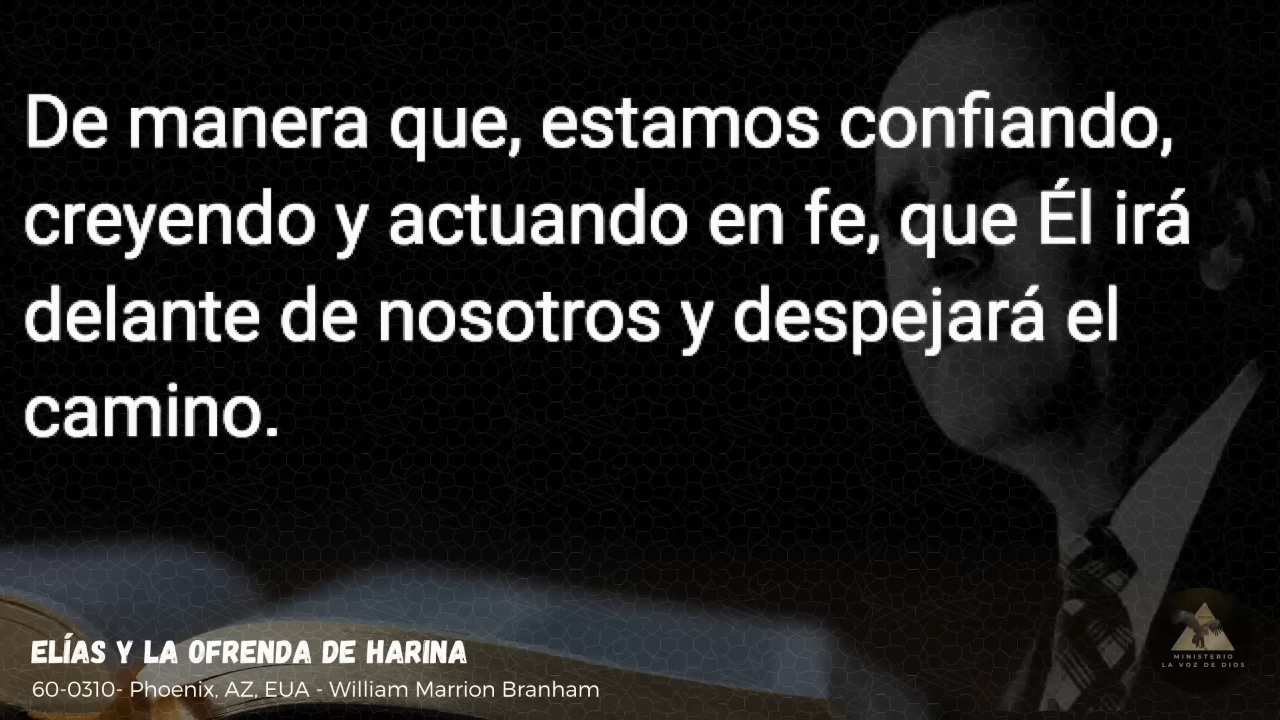 De manera que, estamos confiando,
creyendo y actuando en fe, que Él irá
delante de nosotros y despejará el
camino.
ELÍAS Y LA OFRENDA DE HARINA
60-0310- Phoenix, AZ, EUA - William Marrion Branham
MINISTERIO
LA VOZ DE DIOS